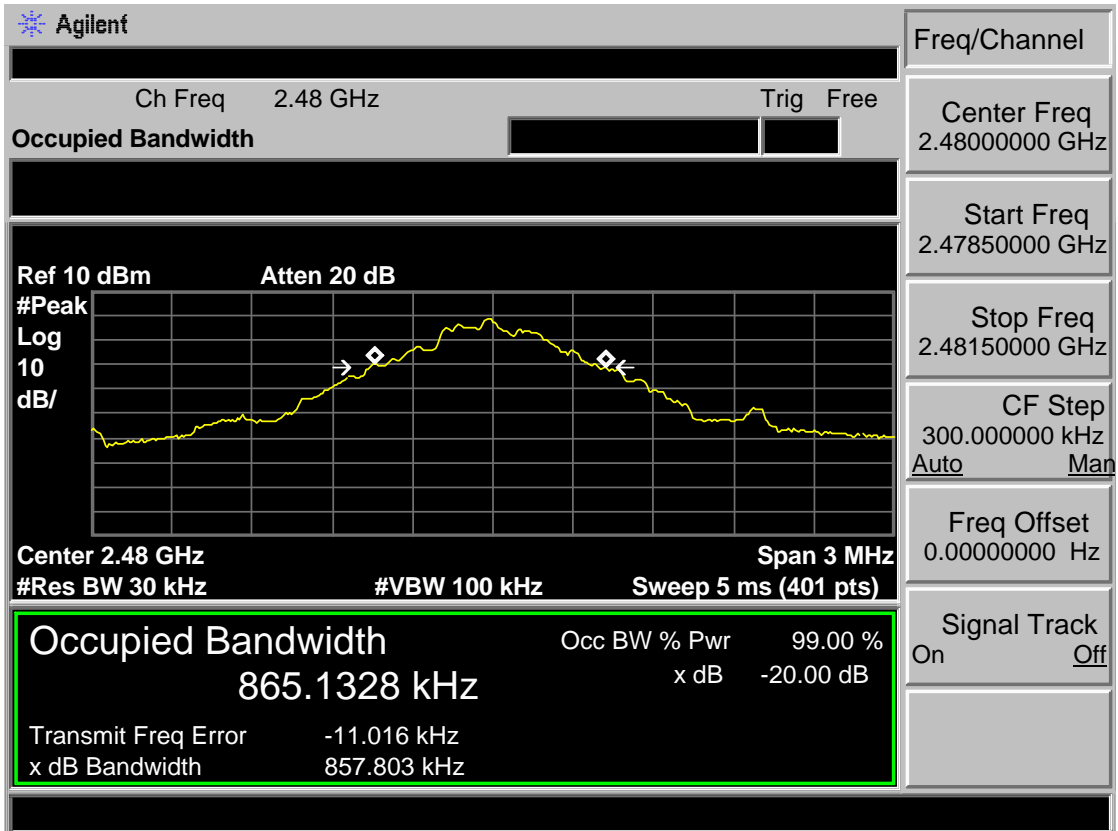 Agilent
Ch Freq 2.48 GHz Trig Free
Occupied Bandwidth
Ref 10 dBm Atten 20 dB
#Peak
Log
10
dB/
Center 2.48 GHz Span 3 MHz
#Res BW 30 kHz #VBW 100 kHz Sweep 5 ms (401 pts)
Occupied Bandwidth
865.1328 kHz
Occ BW % Pwr 99.00 %
x dB -20.00 dB
Transmit Freq Error -11.016 kHz
x dB Bandwidth 857.803 kHz
Freq/Channel
Center Freq
2.48000000 GHz
Start Freq
2.47850000 GHz
Stop Freq
2.48150000 GHz
CF Step
300.000000 kHz
Auto Man
Freq Offset
0.00000000 Hz
Signal Track
On Off